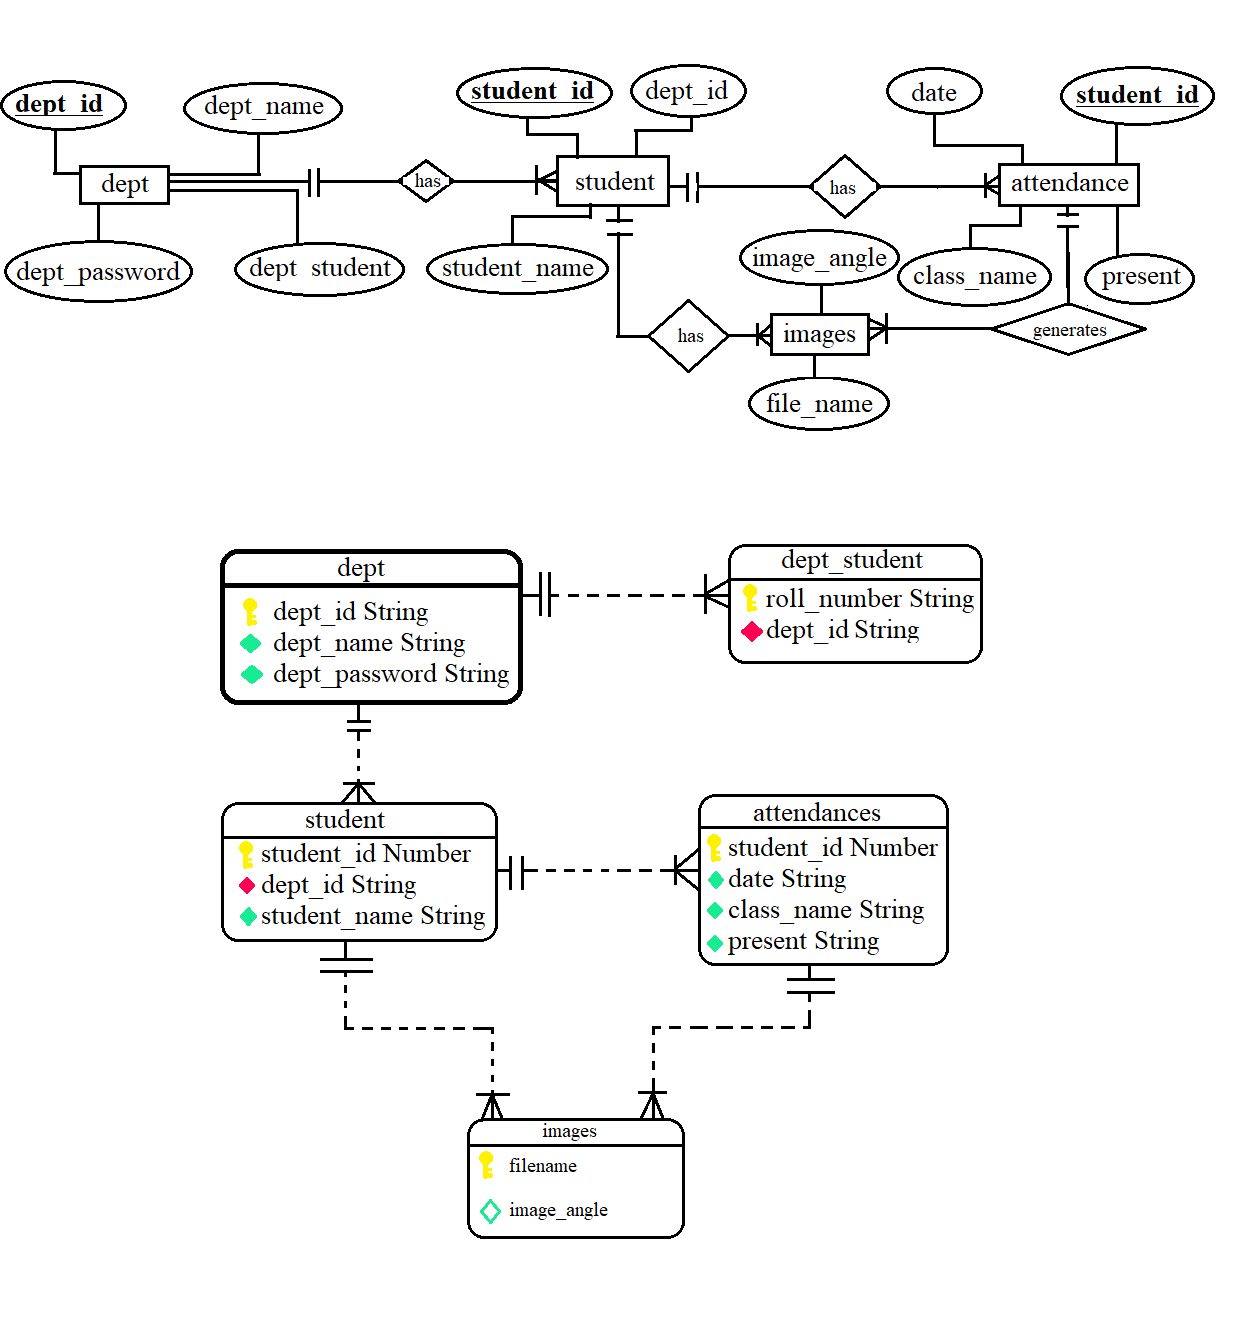 dept_id
dept_name
student_id
dept_id
date
student_id
dept
has
student
has
attendance
dept_password
dept_student
student_name
image_angle
class_name
present
has
images
generates
file_name
dept
dept_id String
dept_name String
dept_password String
dept_student
roll_number String
dept_id String
student
student_id Number
dept_id String
student_name String
attendances
student_id Number
date String
class_name String
present String
images
filename
image_angle